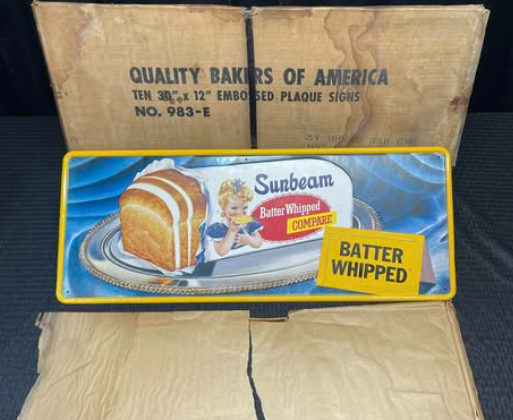 QUALITY BAKERS OF AMERICA
TEN 30" x 12" EMBOSSED PLAQUE SIGNS
NO. 983-E
Sunbeam
Batter Whipped
COMPARE
BATTER
WHIPPED